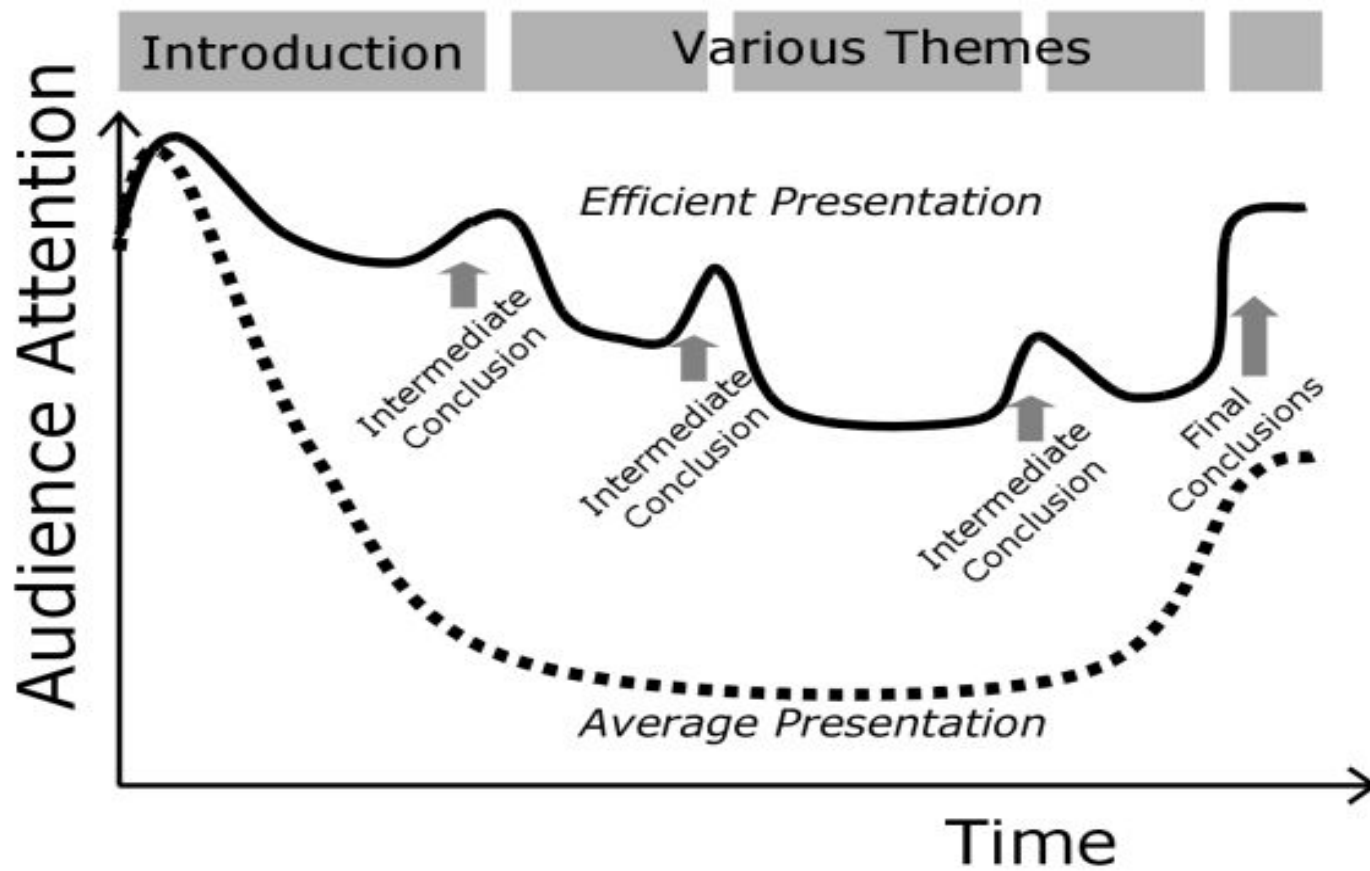 Introduction
Various Themes
Audience Attention
Efficient Presentation
Intermediate
Conclusion
Intermediate
Conclusion
Intermediate
Conclusion
Final
Conclusions
Average Presentation
Time